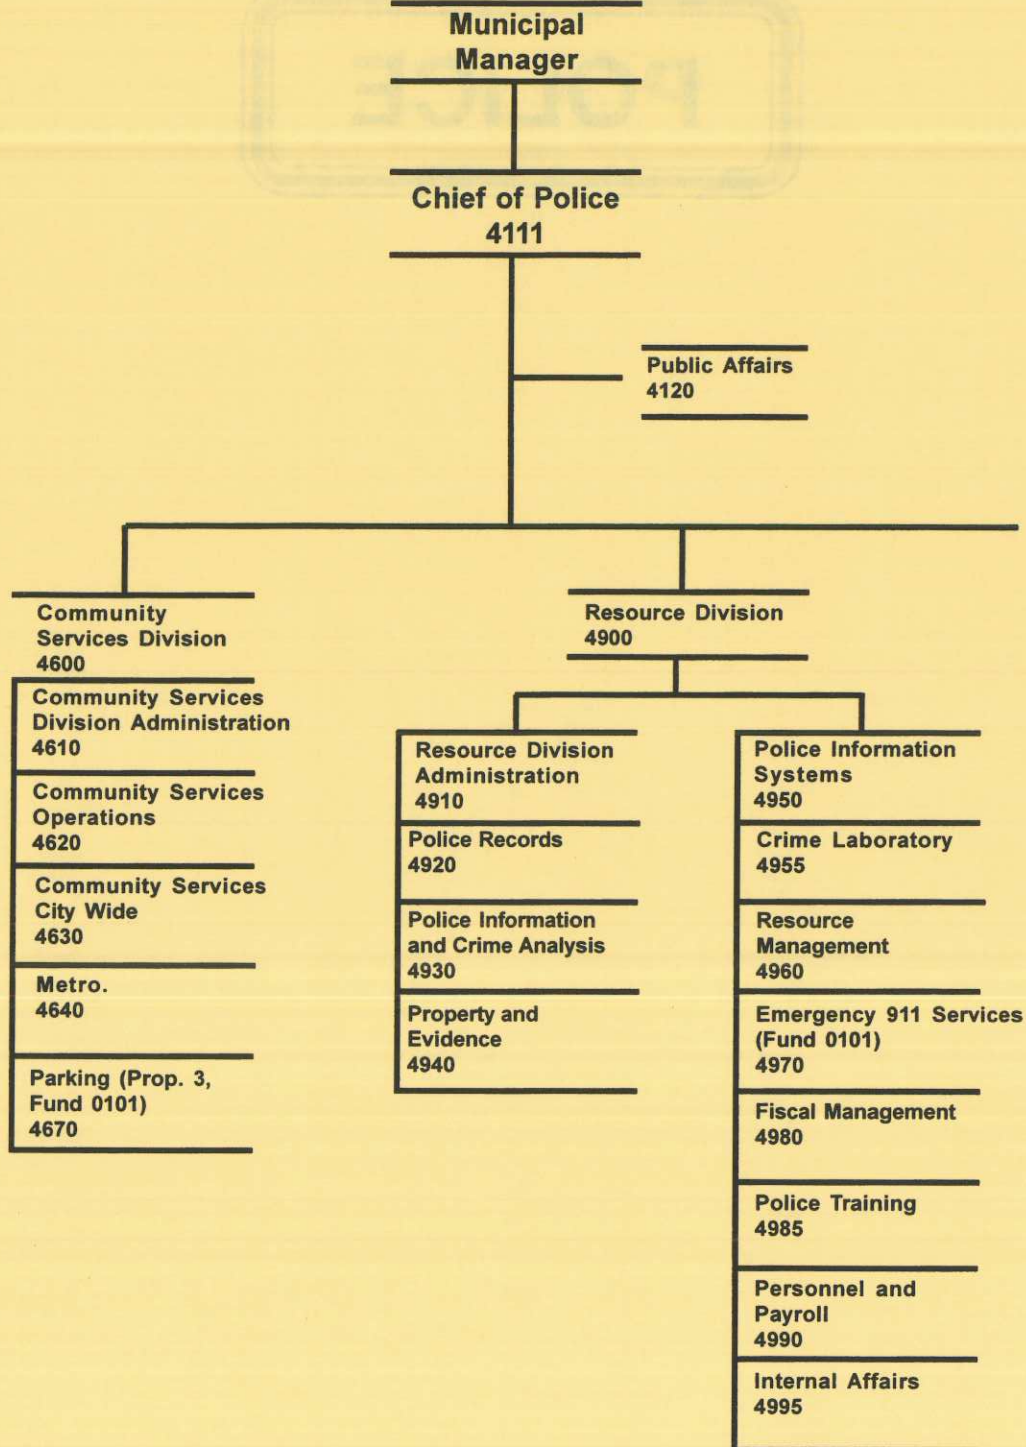 Municipal
Manager
Chief of Police
4111
Public Affairs
4120
Community
Services Division
4600
Community Services
Division Administration
4610
Community Services
Operations
4620
Community Services
City Wide
4630
Metro.
4640
Parking (Prop. 3,
Fund 0101)
4670
Resource Division
4900
Resource Division
Administration
4910
Police Records
4920
Police Information
and Crime Analysis
4930
Property and
Evidence
4940
Police Information
Systems
4950
Crime Laboratory
4955
Resource
Management
4960
Emergency 911 Services
(Fund 0101)
4970
Fiscal Management
4980
Police Training
4985
Personnel and
Payroll
4990
Internal Affairs
4995
POLICE